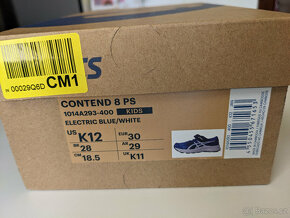 w 00029Q6D CM1
CONTEND 8 PS
1014A293-400 KIDS
ELECTRIC BLUE/WHITE
US K12 EUR 30
BR 28 AR 29
CM 18.5 UK K11